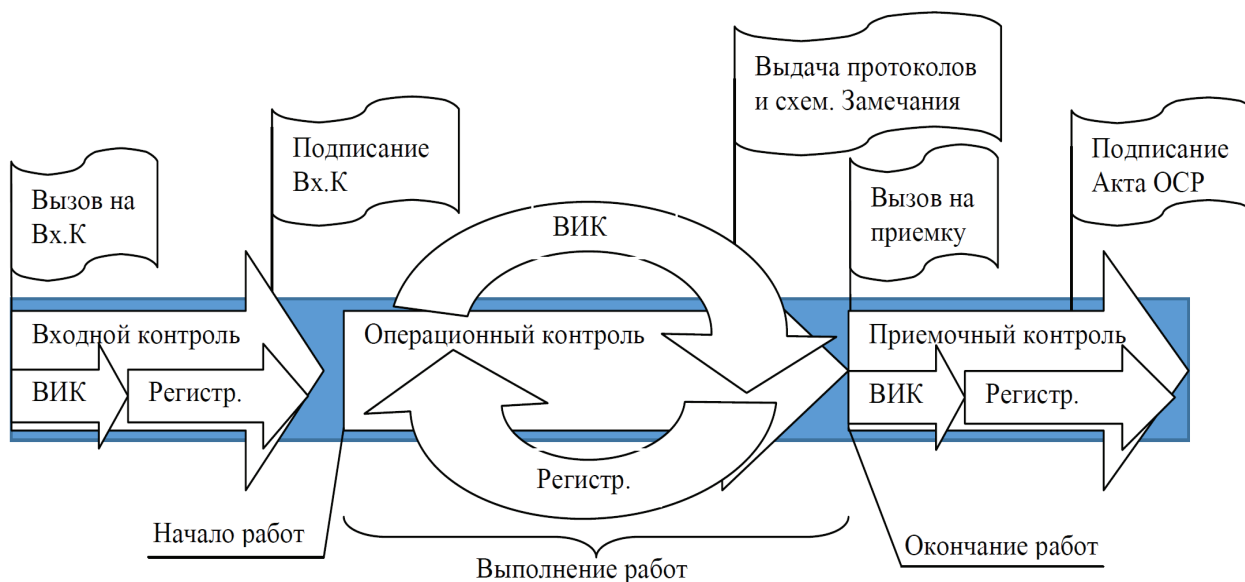 Выдача протоколов
и схем. Замечания
Подписание
Вх.К
Подписание
Акта ОСР
Вызов на
Вх.К
Вызов на
приемку
ВИК
Входной контроль
Операционный контроль
Приемочный контроль
ВИК
Регистр.
ВИК
Регистр.
Регистр.
Начало работ
Окончание работ
Выполнение работ